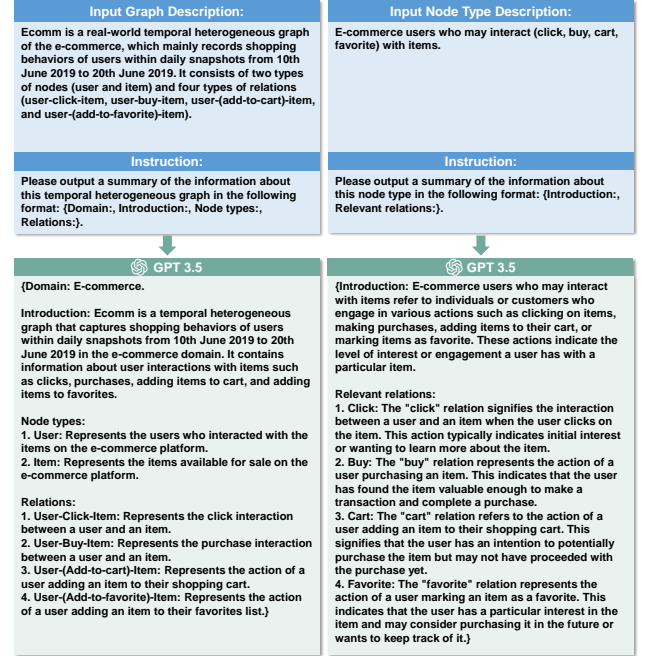 Input Graph Description:
Ecomm is a real-world temporal heterogeneous graph
of the e-commerce, which mainly records shopping
behaviors of users within daily snapshots from 10th
June 2019 to 20th June 2019. It consists of two types
of nodes (user and item) and four types of relations
(user-click-item, user-buy-item, user-(add-to-cart)-item,
and user-(add-to-favorite)-item).
Instruction:
Please output a summary of the information about
this temporal heterogeneous graph in the following
format: {Domain:, Introduction:, Node types:,
Relations:}.
GPT 3.5
{Domain: E-commerce.
Introduction: Ecomm is a temporal heterogeneous
graph that captures shopping behaviors of users
within daily snapshots from 10th June 2019 to 20th
June 2019 in the e-commerce domain. It contains
information about user interactions with items such
as clicks, purchases, adding items to cart, and adding
items to favorites.
Node types:
1. User: Represents the users who interacted with the
items on the e-commerce platform.
2. Item: Represents the items available for sale on the
e-commerce platform.
Relations:
1. User-Click-Item: Represents the click interaction
between a user and an item.
2. User-Buy-Item: Represents the purchase interaction
between a user and an item.
3. User-(Add-to-cart)-Item: Represents the action of a
user adding an item to their shopping cart.
4. User-(Add-to-favorite)-Item: Represents the action
of a user adding an item to their favorites list.}
Input Node Type Description:
E-commerce users who may interact (click, buy, cart,
favorite) with items.
Instruction:
Please output a summary of the information about
this node type in the following format: {Introduction:,
Relevant relations:}.
GPT 3.5
{Introduction: E-commerce users who may interact
with items refer to individuals or customers who
engage in various actions such as clicking on items,
making purchases, adding items to their cart, or
marking items as favorite. These actions indicate the
level of interest or engagement a user has with a
particular item.
Relevant relations:
1. Click: The "click" relation signifies the interaction
between a user and an item when the user clicks on
the item. This action typically indicates initial interest
or wanting to learn more about the item.
2. Buy: The "buy" relation represents the action of a
user purchasing an item. This indicates that the user
has found the item valuable enough to make a
transaction and complete a purchase.
3. Cart: The "cart" relation refers to the action of a
user adding an item to their shopping cart. This
signifies that the user has an intention to potentially
purchase the item but may not have proceeded with
the purchase yet.
4. Favorite: The "favorite" relation represents the
action of a user marking an item as a favorite. This
indicates that the user has a particular interest in the
item and may consider purchasing it in the future or
wants to keep track of it.}